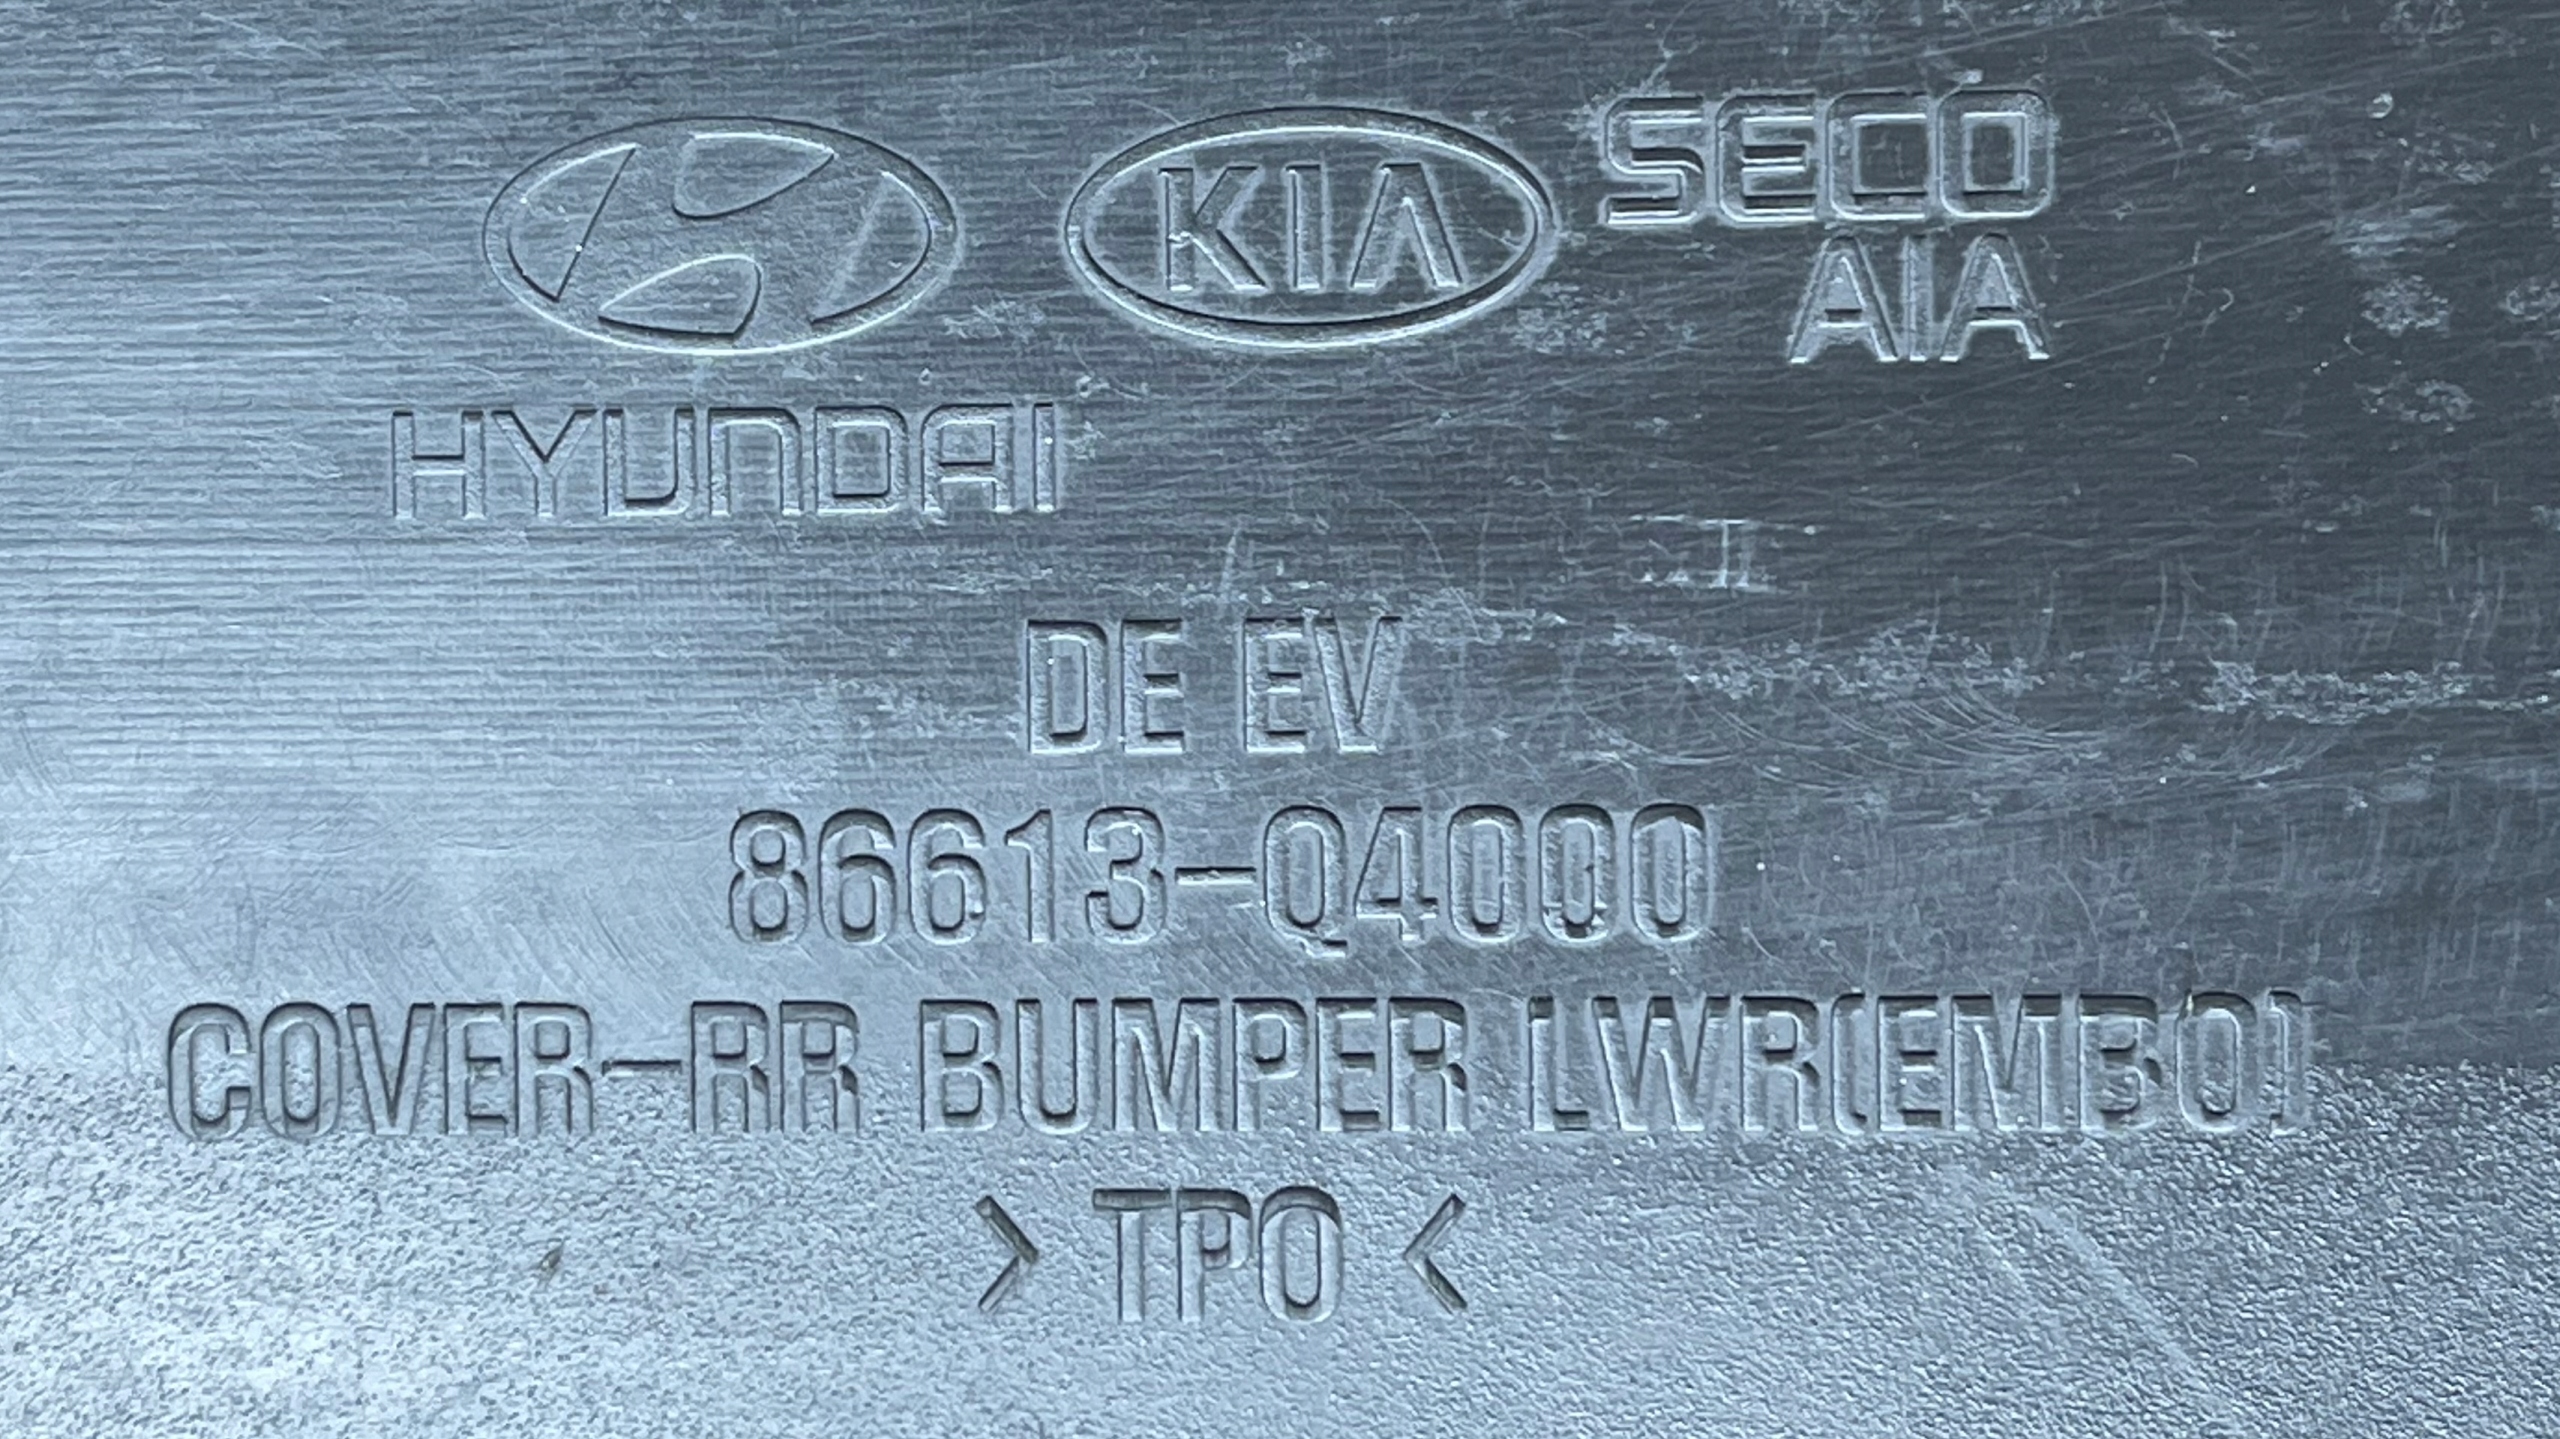 KIA SECO
AIA
HYUNDAI
DE EV
86613-Q4000
COVER-RR BUMPER LWR(EMBO)
> TPO <